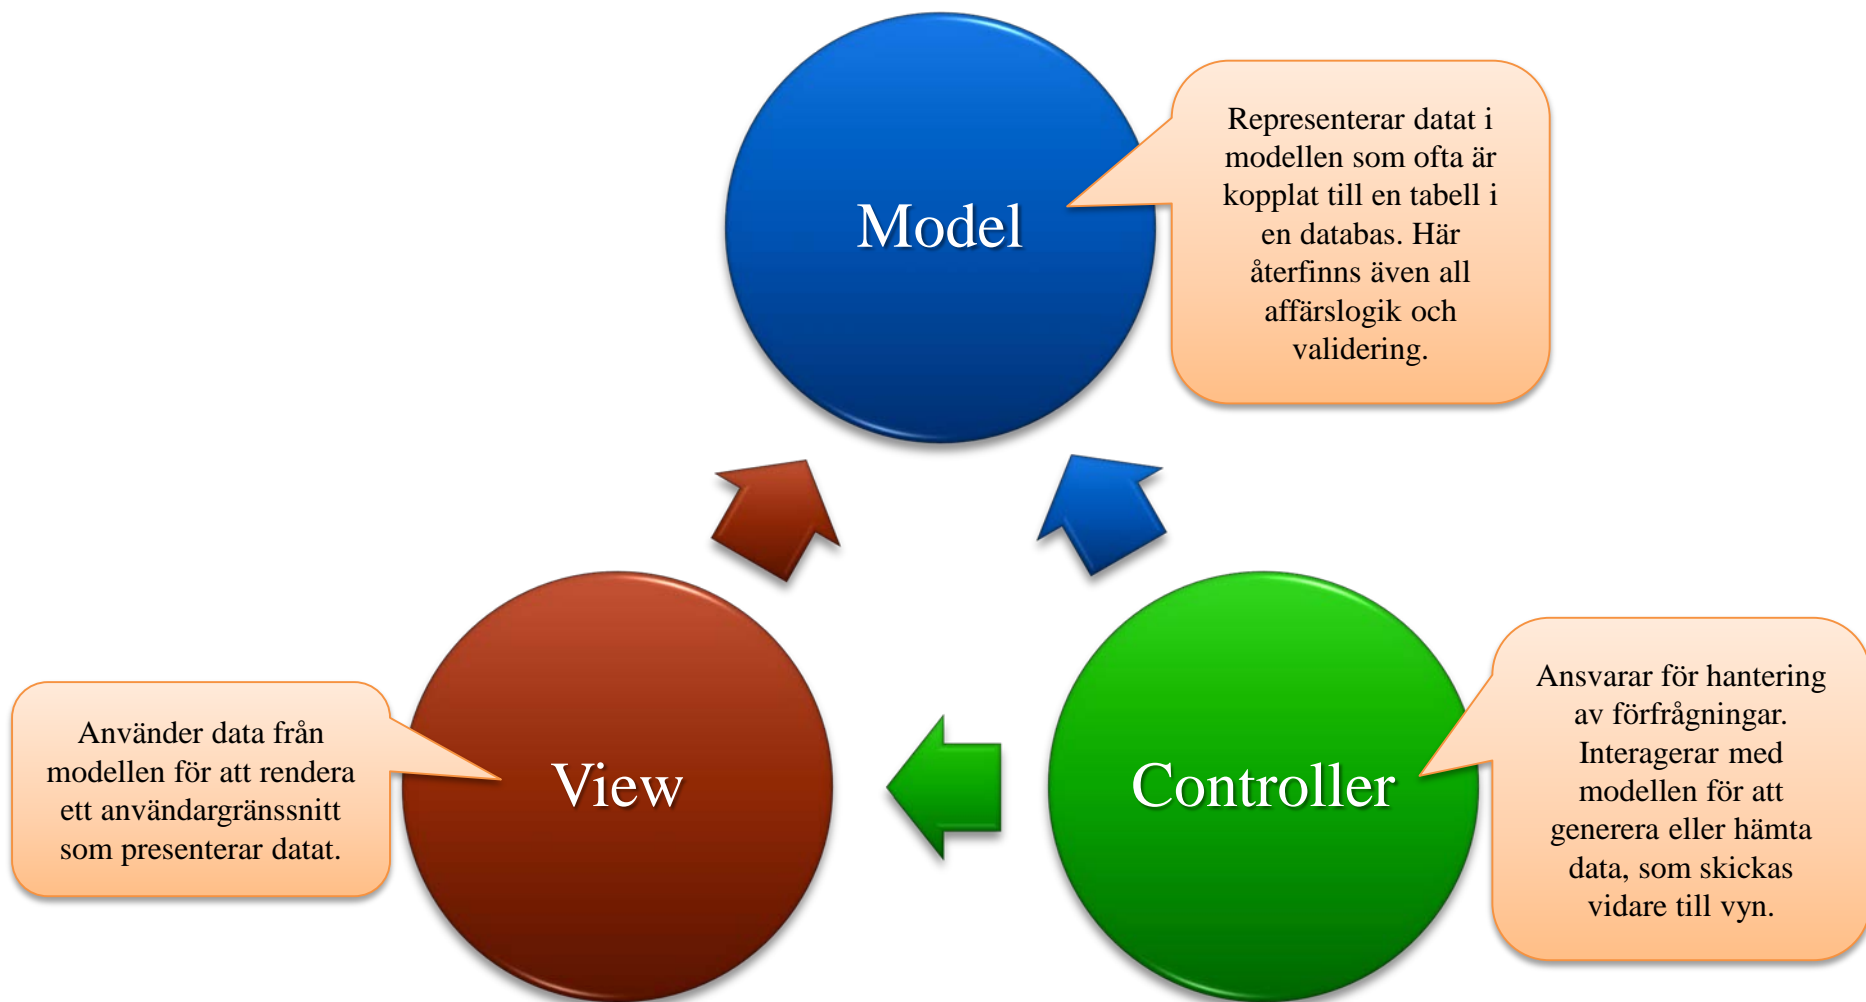 Model
Representerar datat i
modellen som ofta är
kopplat till en tabell i
en databas. Här
återfinns även all
affärslogik och
validering.
View
Använder data från
modellen för att rendera
ett användargränssnitt
som presenterar datat.
Controller
Ansvarar för hantering
av förfrågningar.
Interagerar med
modellen för att
generera eller hämta
data, som skickas
vidare till vyn.